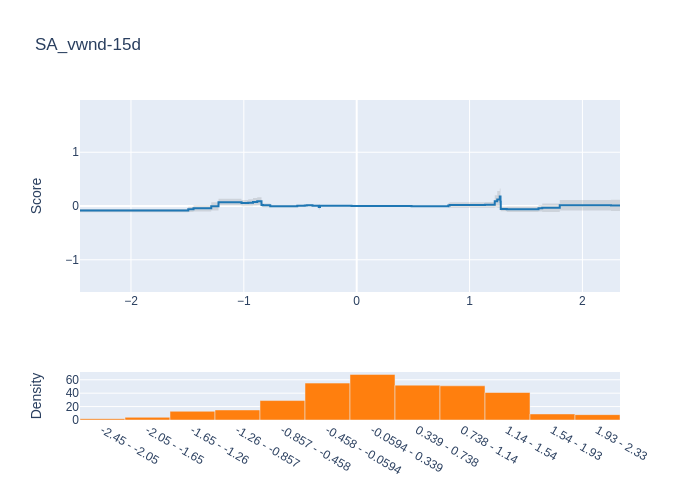 SA_vwnd-15d
Score
1
0
−1
−2
−1
0
1
2
Density
60
40
20
0
-2.45 - -2.05
-2.05 - -1.65
-1.65 - -1.26
-1.26 - -0.857
-0.857 - -0.458
-0.458 - -0.0594
-0.0594 - 0.339
0.339 - 0.738
0.738 - 1.14
1.14 - 1.54
1.54 - 1.93
1.93 - 2.33